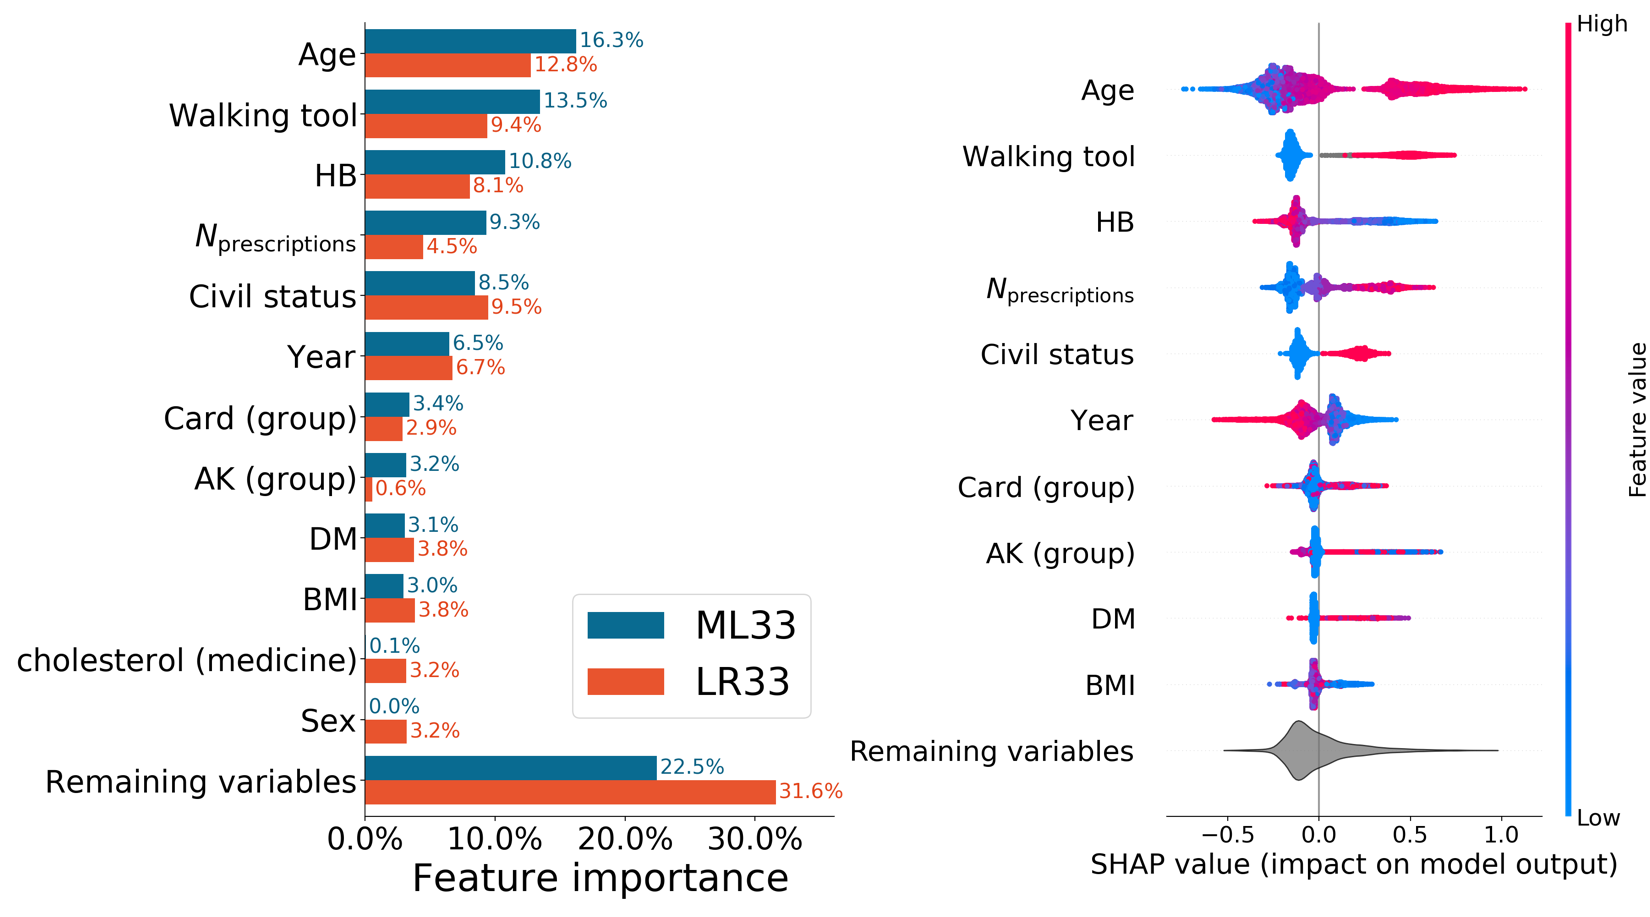 Age
16.3%
12.8%
Walking tool
13.5%
9.4%
HB
10.8%
8.1%
Nprescriptions
9.3%
4.5%
Civil status
8.5%
9.5%
Year
6.5%
6.7%
Card (group)
3.4%
2.9%
AK (group)
3.2%
0.6%
DM
3.1%
3.8%
BMI
3.0%
3.8%
cholesterol (medicine)
0.1%
3.2%
Sex
0.0%
3.2%
Remaining variables
22.5%
31.6%
ML33
LR33
0.0% 10.0% 20.0% 30.0%
Feature importance
Age
Walking tool
HB
Nprescriptions
Civil status
Year
Card (group)
AK (group)
DM
BMI
Remaining variables
−0.5 0.0 0.5 1.0
SHAP value (impact on model output)
High
Feature value
Low